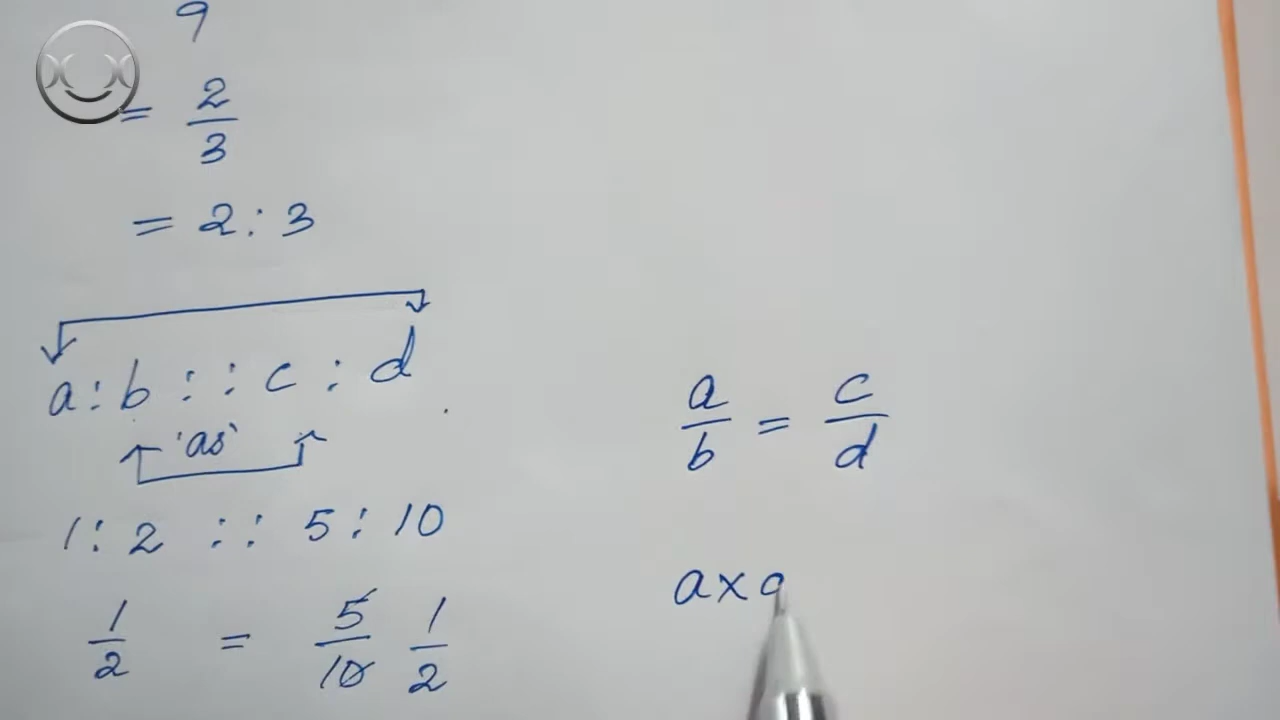 9
= 2/3
= 2 : 3
a : b : : c : d
'as'
1 : 2 : : 5 : 10
1/2 = 5/10 1/2
a/b = c/d
a x